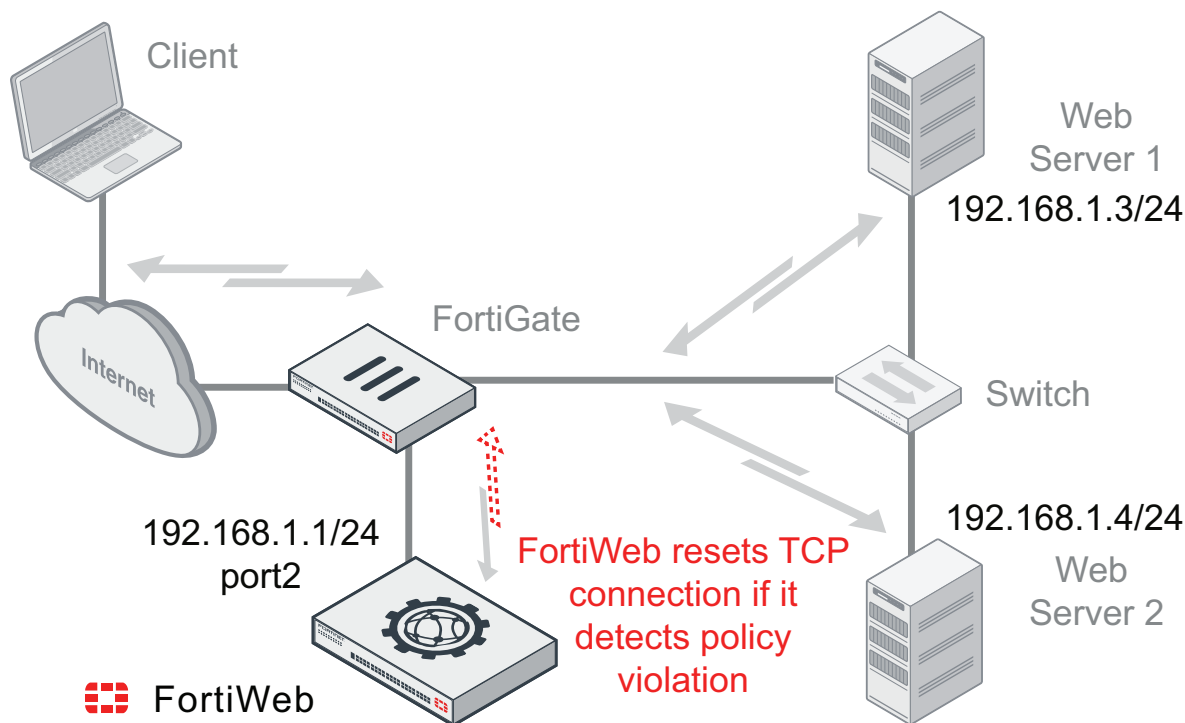 Client
Web
Server 1
192.168.1.3/24
FortiGate
Internet
Switch
192.168.1.1/24
port2
192.168.1.4/24
FortiWeb resets TCP
connection if it
detects policy
violation
Web
Server 2
FortiWeb